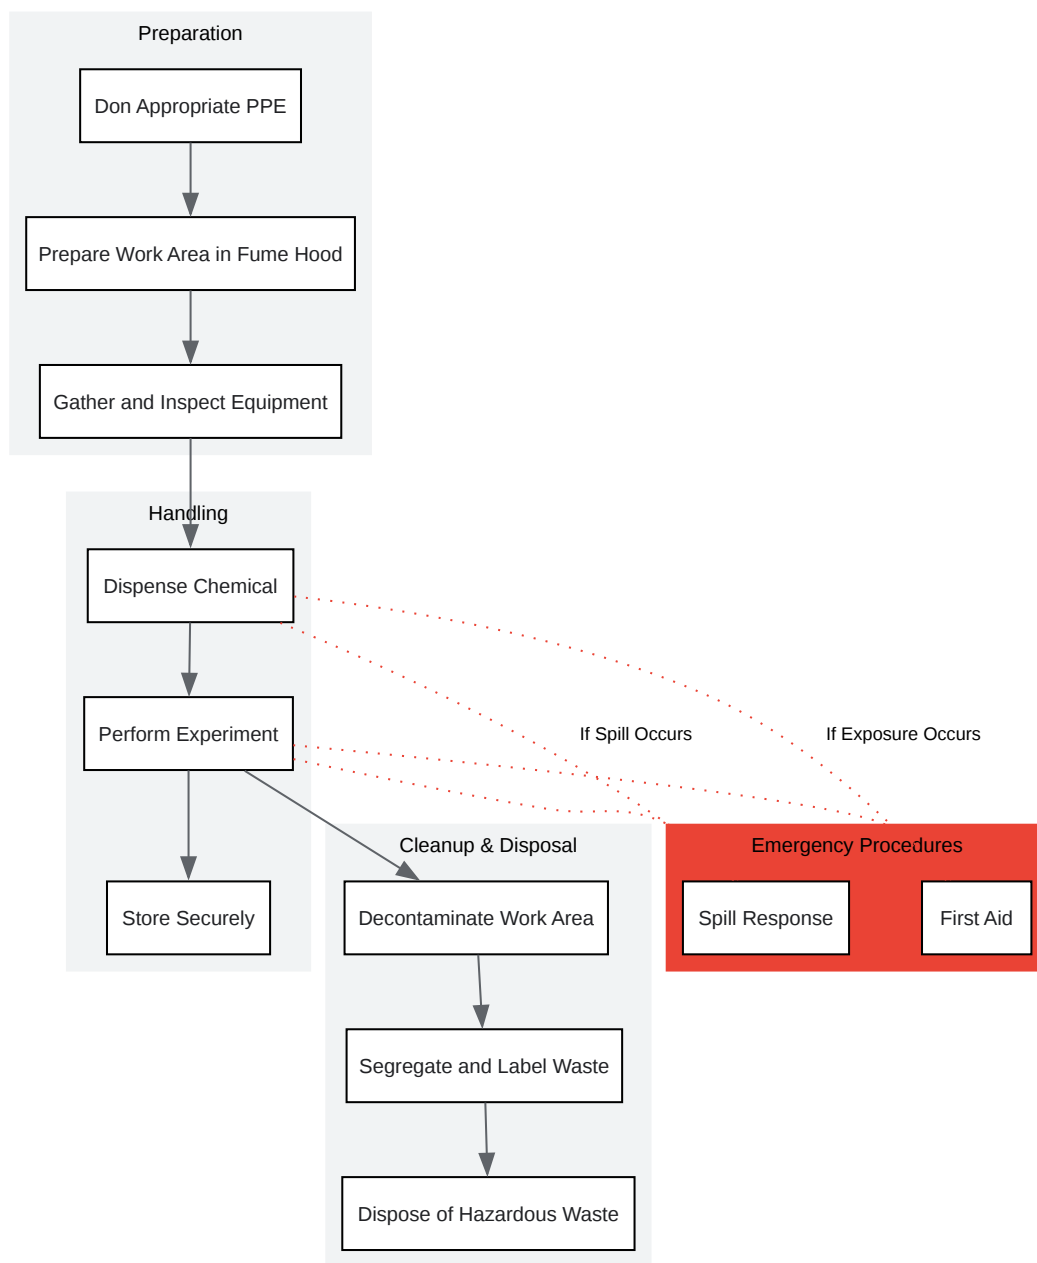 Preparation
Don Appropriate PPE
Prepare Work Area in Fume Hood
Gather and Inspect Equipment
Handling
Dispense Chemical
Perform Experiment
If Spill Occurs
If Exposure Occurs
Store Securely
Cleanup & Disposal
Decontaminate Work Area
Segregate and Label Waste
Dispose of Hazardous Waste
Emergency Procedures
Spill Response
First Aid